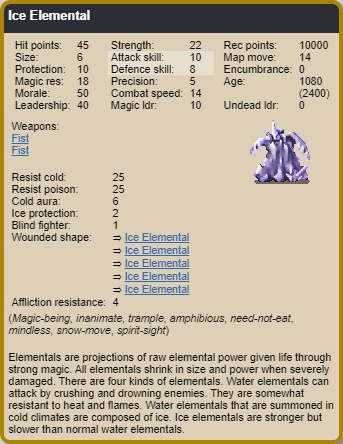 Ice Elemental
Hit points: 45 Strength: 22 Rec points: 10000
Size: 6 Attack skill: 10 Map move: 14
Protection: 10 Defence skill: 8 Encumbrance: 0
Magic res: 18 Precision: 5 Age: 1080
Morale: 50 Combat speed: 14 (2400)
Leadership: 40 Magic ldr: 10 Undead ldr: 0
Weapons:
Fist
Fist
Resist cold: 25
Resist poison: 25
Cold aura: 6
Ice protection: 2
Blind fighter: 1
Wounded shape: ⇒ Ice Elemental
⇒ Ice Elemental
⇒ Ice Elemental
⇒ Ice Elemental
⇒ Ice Elemental
Affliction resistance: 4
(Magic-being, inanimate, trample, amphibious, need-not-eat,
mindless, snow-move, spirit-sight)
Elementals are projections of raw elemental power given life through
strong magic. All elementals shrink in size and power when severely
damaged. There are four kinds of elementals. Water elementals can
attack by crushing and drowning enemies. They are somewhat
resistant to heat and flames. Water elementals that are summoned in
cold climates are composed of ice. Ice elementals are stronger but
slower than normal water elementals.